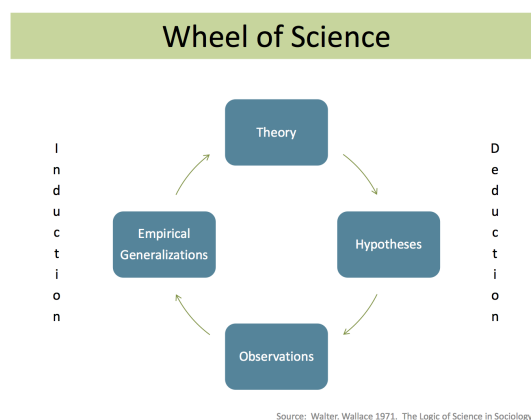 Wheel of Science
Theory
I
n
d
u
c
t
i
o
n
D
e
d
u
c
t
i
o
n
Empirical
Generalizations
Hypotheses
Observations
Source: Walter, Wallace 1971. The Logic of Science in Sociology